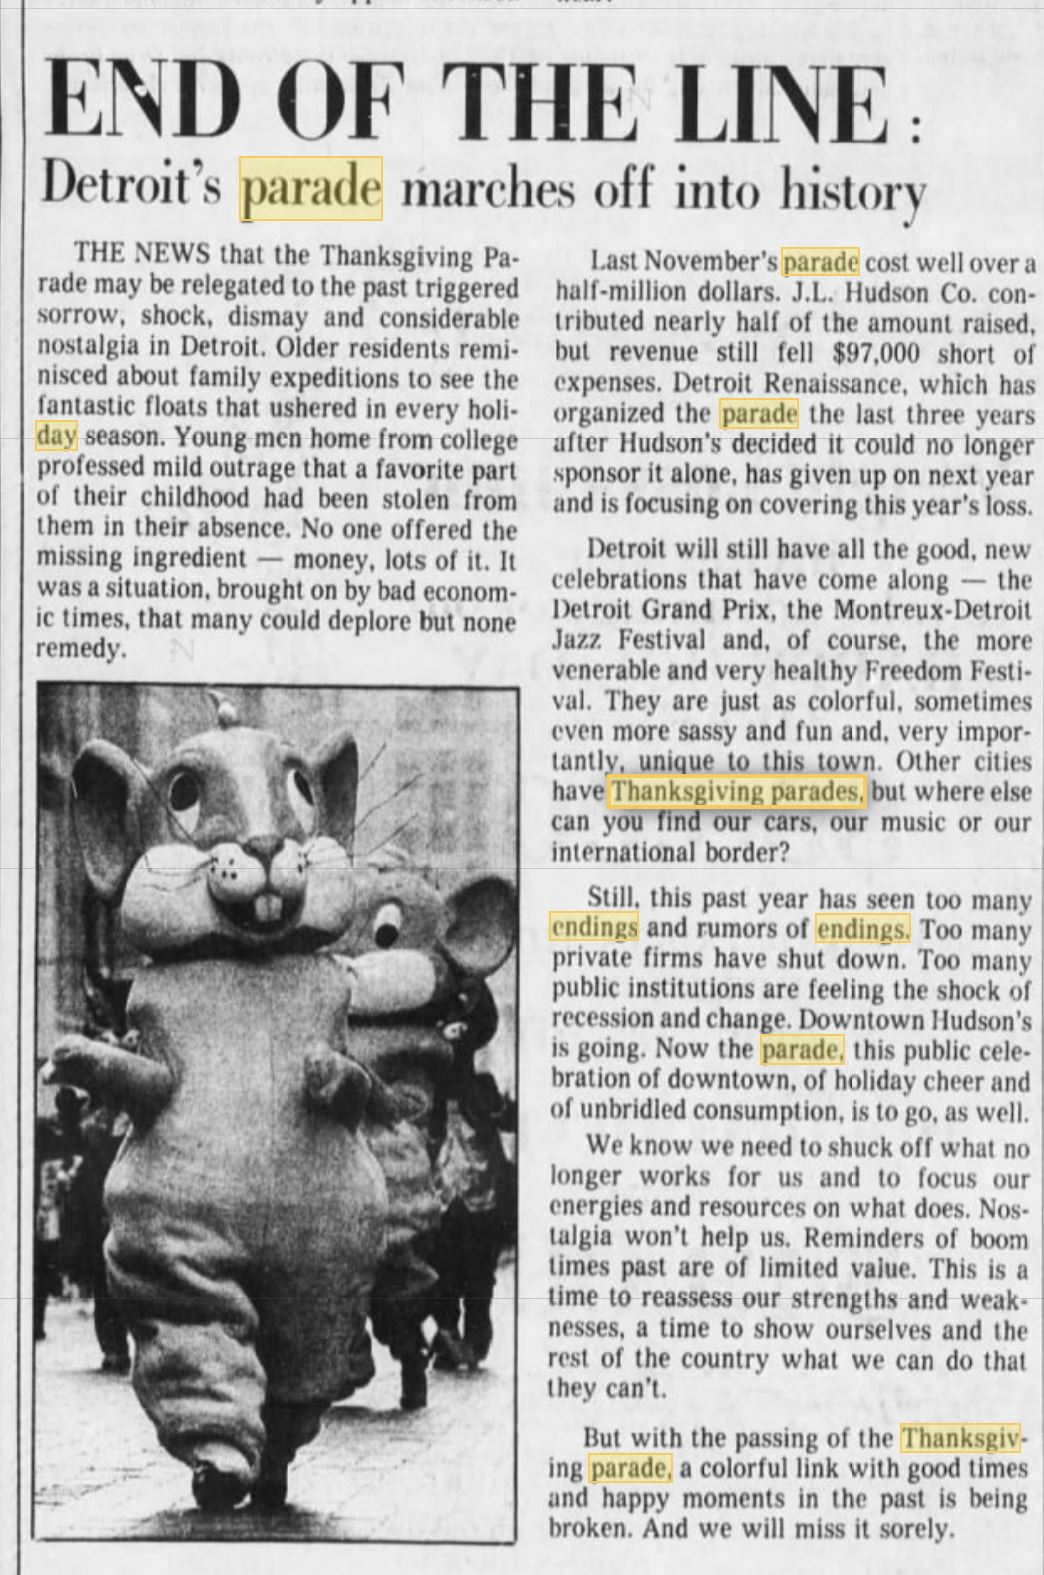 END OF THE LINE:
Detroit's parade marches off into history
THE NEWS that the Thanksgiving Pa-
rade may be relegated to the past triggered
sorrow, shock, dismay and considerable
nostalgia in Detroit. Older residents remi-
nisced about family expeditions to see the
fantastic floats that ushered in every holi-
day season. Young men home from college
professed mild outrage that a favorite part
of their childhood had been stolen from
them in their absence. No one offered the
missing ingredient — money, lots of it. It
was a situation, brought on by bad econom-
ic times, that many could deplore but none
remedy.
Last November's parade cost well over a
half-million dollars. J.L. Hudson Co. con-
tributed nearly half of the amount raised,
but revenue still fell $97,000 short of
expenses. Detroit Renaissance, which has
organized the parade the last three years
after Hudson's decided it could no longer
sponsor it alone, has given up on next year
and is focusing on covering this year's loss.
Detroit will still have all the good, new
celebrations that have come along — the
Detroit Grand Prix, the Montreux-Detroit
Jazz Festival and, of course, the more
venerable and very healthy Freedom Festi-
val. They are just as colorful, sometimes
even more sassy and fun and, very impor-
tantly, unique to this town. Other cities
have Thanksgiving parades, but where else
can you find our cars, our music or our
international border?
Still, this past year has seen too many
endings and rumors of endings. Too many
private firms have shut down. Too many
public institutions are feeling the shock of
recession and change. Downtown Hudson's
is going. Now the parade, this public cele-
bration of downtown, of holiday cheer and
of unbridled consumption, is to go, as well.
We know we need to shuck off what no
longer works for us and to focus our
energies and resources on what does. Nos-
talgia won't help us. Reminders of boom
times past are of limited value. This is a
time to reassess our strengths and weak-
nesses, a time to show ourselves and the
rest of the country what we can do that
they can't.
But with the passing of the Thanksgiv-
ing parade, a colorful link with good times
and happy moments in the past is being
broken. And we will miss it sorely.